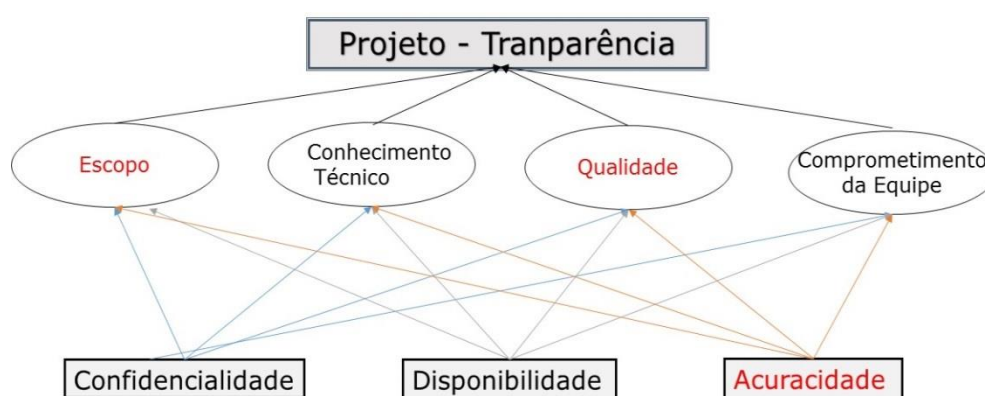 Projeto - Tranparência
Escopo
Conhecimento
Técnico
Qualidade
Comprometimento
da Equipe
Confidencialidade
Disponibilidade
Acuracidade